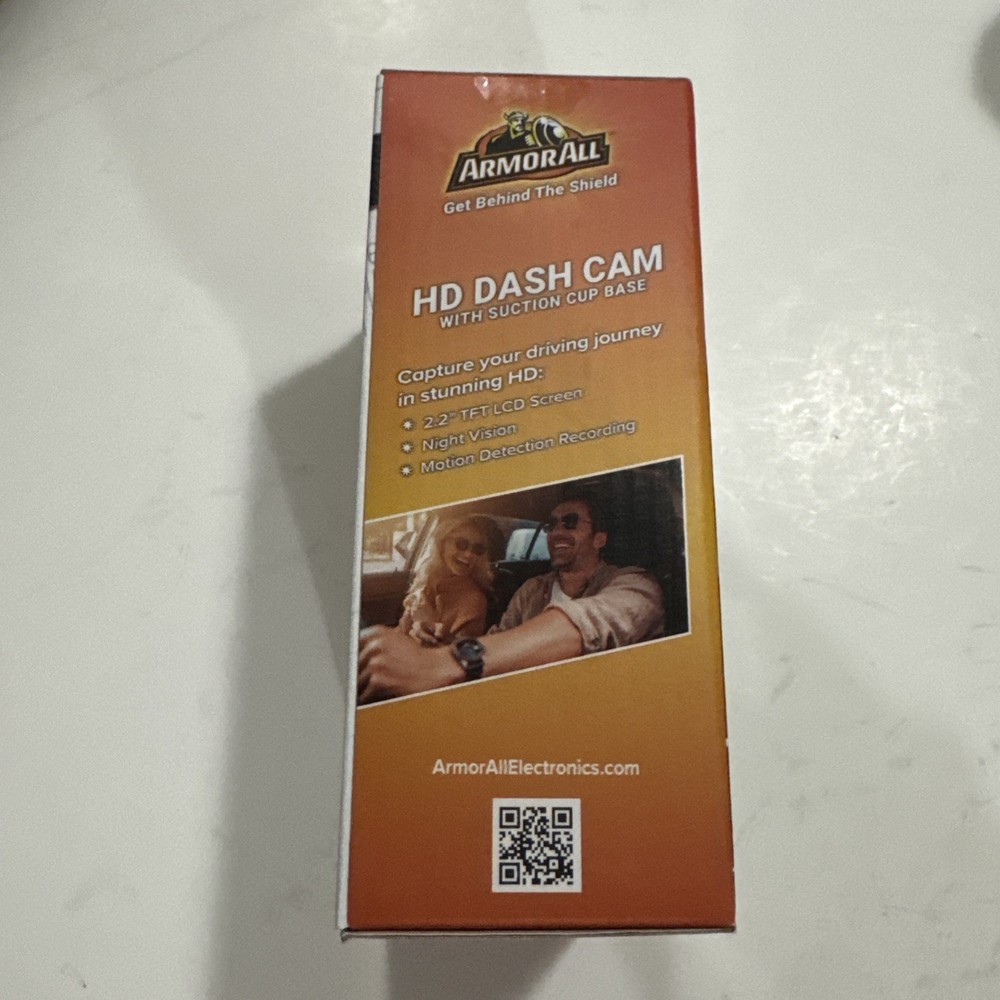 ARMORALL
Get Behind The Shield
HD DASH CAM
WITH SUCTION CUP BASE
Capture your driving journey
in stunning HD:
2.2" TFT LCD Screen
Night Vision
Motion Detection Recording
ArmorAllElectronics.com